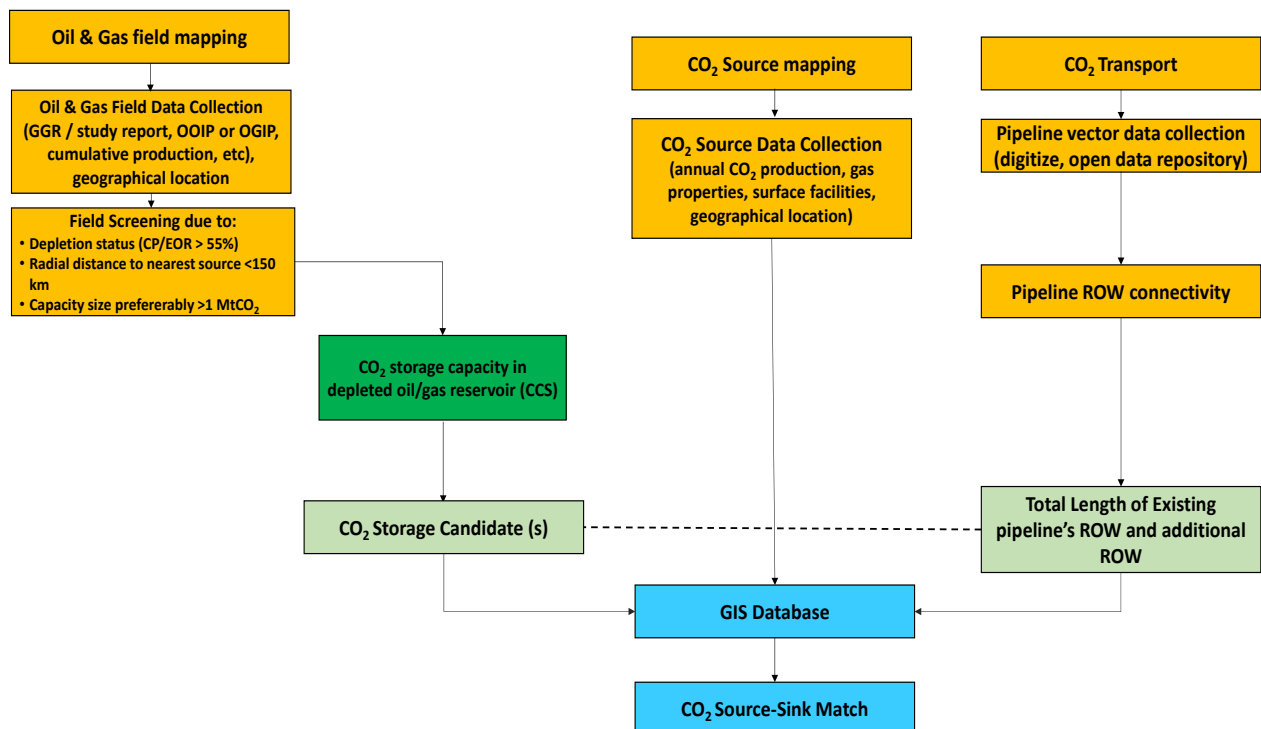 Oil & Gas field mapping
Oil & Gas Field Data Collection
(GGR / study report, OOIP or OGIP,
cumulative production, etc),
geographical location
Field Screening due to:
• Depletion status (CP/EOR > 55%)
• Radial distance to nearest source <150
km
• Capacity size prefererably >1 MtCO₂
CO₂ storage capacity in
depleted oil/gas reservoir (CCS)
CO₂ Storage Candidate (s)
CO₂ Source mapping
CO₂ Source Data Collection
(annual CO₂ production, gas
properties, surface facilities,
geographical location)
CO₂ Transport
Pipeline vector data collection
(digitize, open data repository)
Pipeline ROW connectivity
Total Length of Existing
pipeline’s ROW and additional
ROW
GIS Database
CO₂ Source-Sink Match